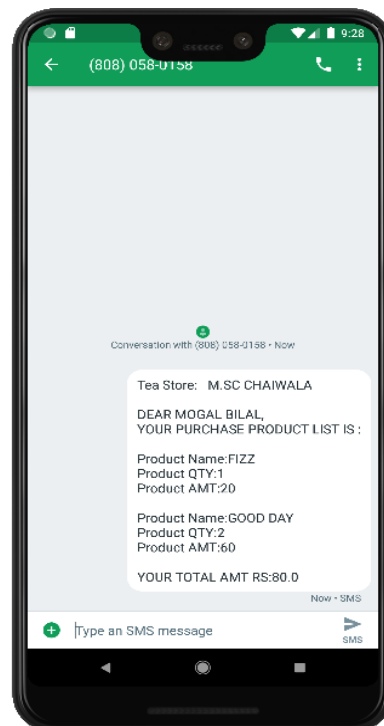 9:28
(808) 058-0158
Conversation with (808) 058-0158 • Now
Tea Store:   M.SC CHAIWALA
DEAR MOGAL BILAL,
YOUR PURCHASE PRODUCT LIST IS :
Product Name:FIZZ
Product QTY:1
Product AMT:20
Product Name:GOOD DAY
Product QTY:2
Product AMT:60
YOUR TOTAL AMT RS:80.0
Now • SMS
Type an SMS message
SMS